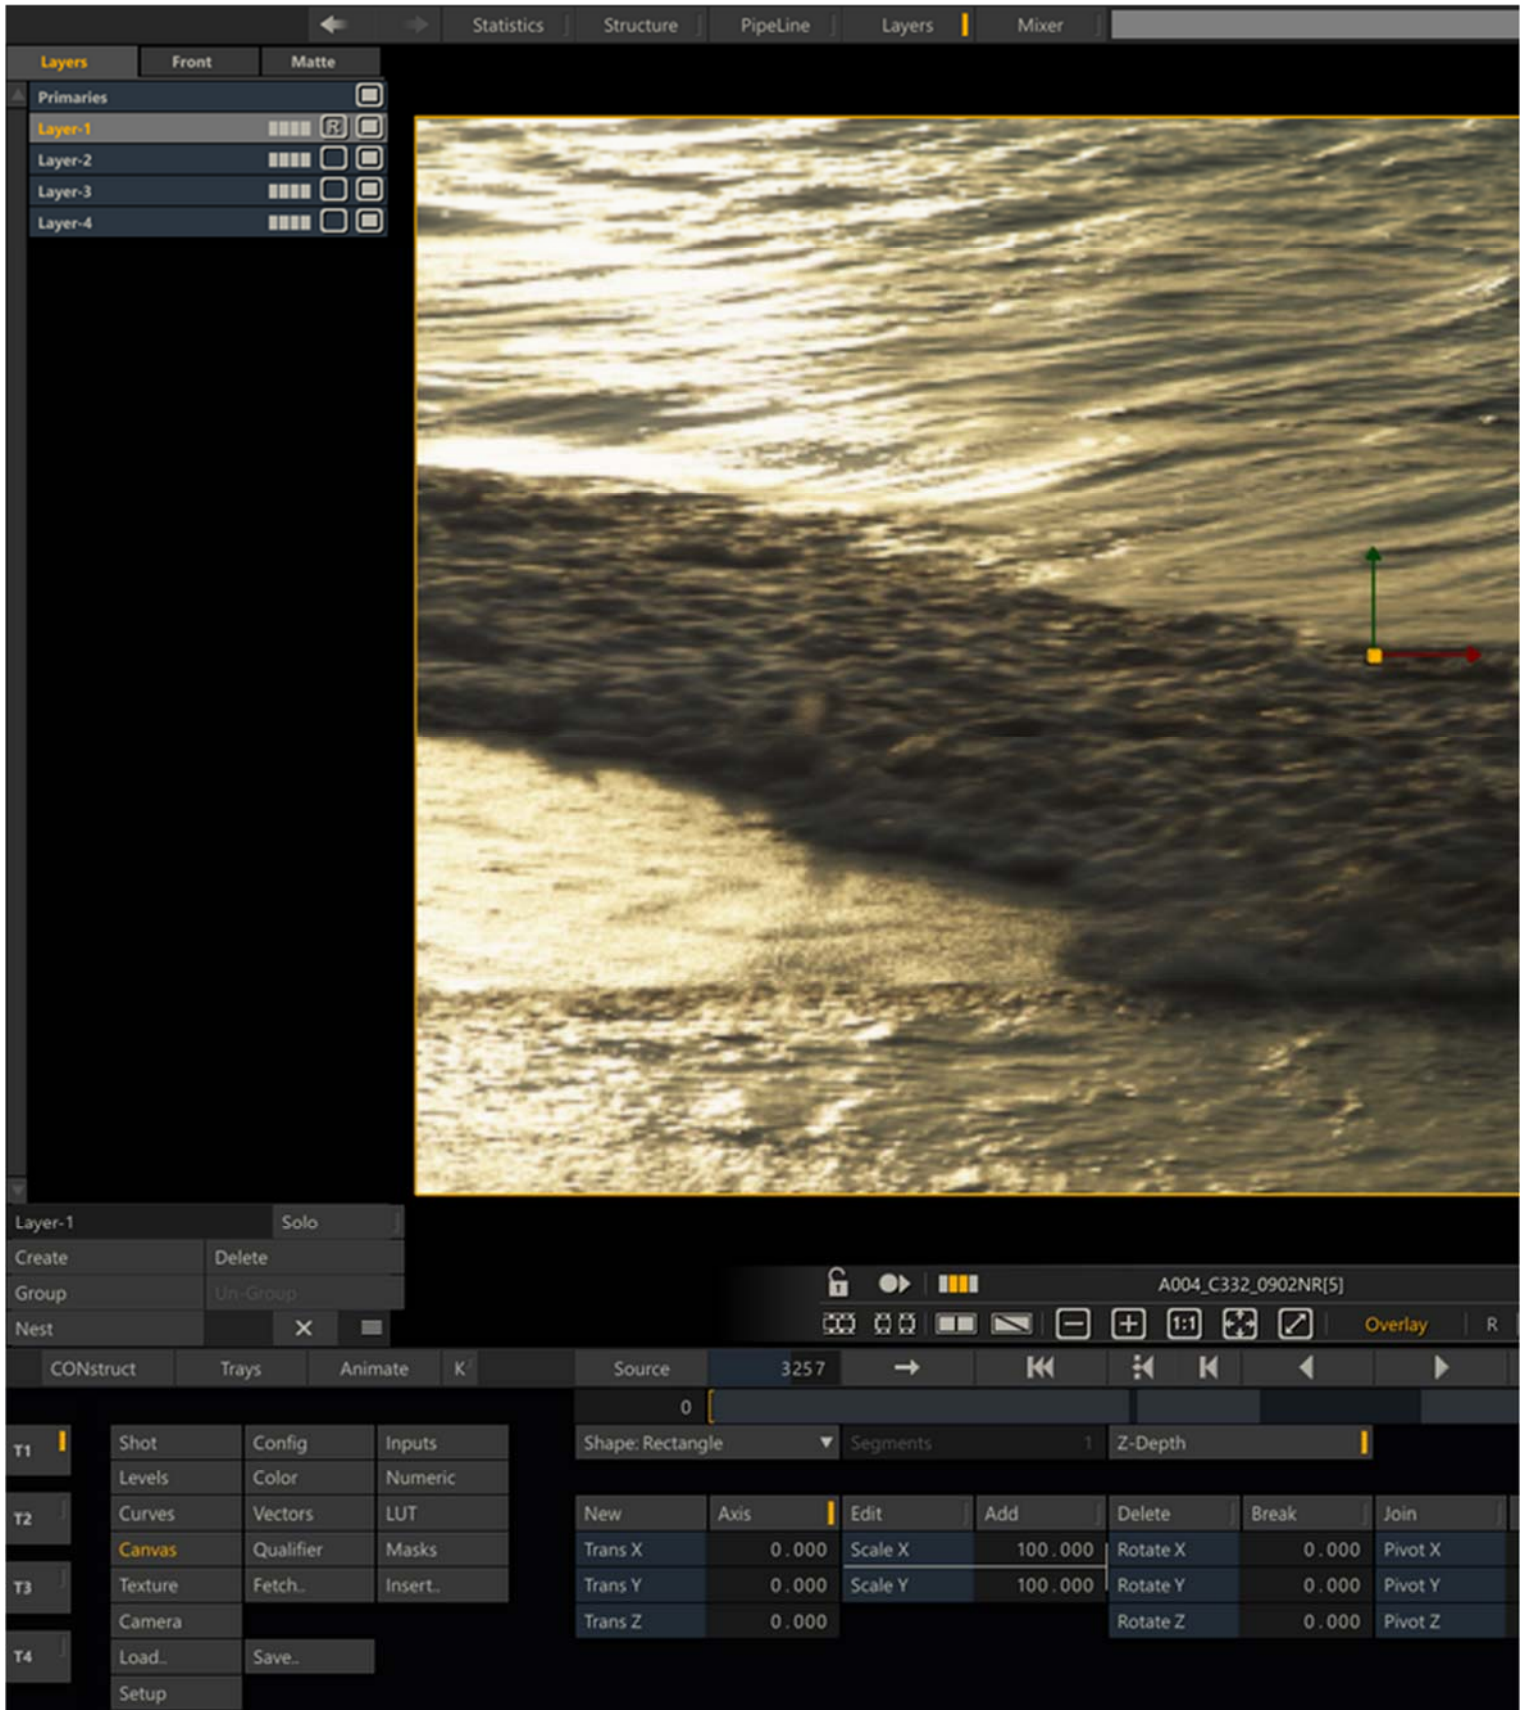 Statistics Structure PipeLine Layers Mixer
Layers Front Matte
Primaries
Layer-1 R
Layer-2
Layer-3
Layer-4
Layer-1 Solo
Create Delete
Group Un-Group
Nest
A004_C332_0902NR[5]
1:1 Overlay R
CONstruct Trays Animate K Source 3257
0
T1 Shot Config Inputs Shape: Rectangle Segments 1 Z-Depth
Levels Color Numeric
T2 Curves Vectors LUT New Axis Edit Add Delete Break Join
Canvas Qualifier Masks Trans X 0.000 Scale X 100.000 Rotate X 0.000 Pivot X
T3 Texture Fetch.. Insert.. Trans Y 0.000 Scale Y 100.000 Rotate Y 0.000 Pivot Y
Camera Trans Z 0.000 Rotate Z 0.000 Pivot Z
T4 Load.. Save..
Setup